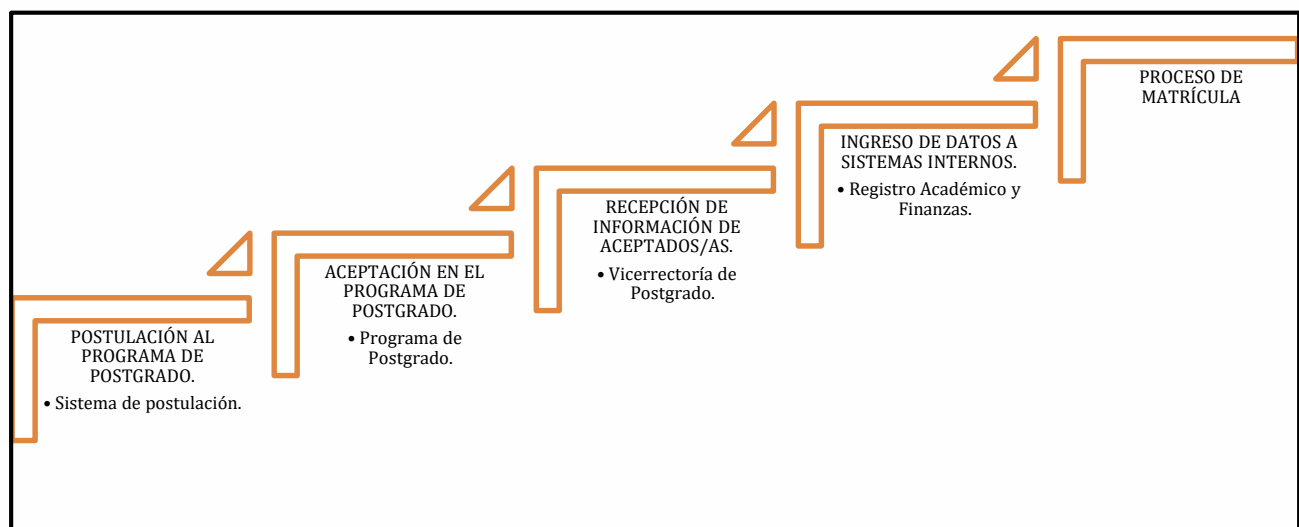 POSTULACIÓN AL
PROGRAMA DE
POSTGRADO.
• Sistema de postulación.
ACEPTACIÓN EN EL
PROGRAMA DE
POSTGRADO.
• Programa de
Postgrado.
RECEPCIÓN DE
INFORMACIÓN DE
ACEPTADOS/AS.
• Vicerrectoría de
Postgrado.
INGRESO DE DATOS A
SISTEMAS INTERNOS.
• Registro Académico y
Finanzas.
PROCESO DE
MATRÍCULA